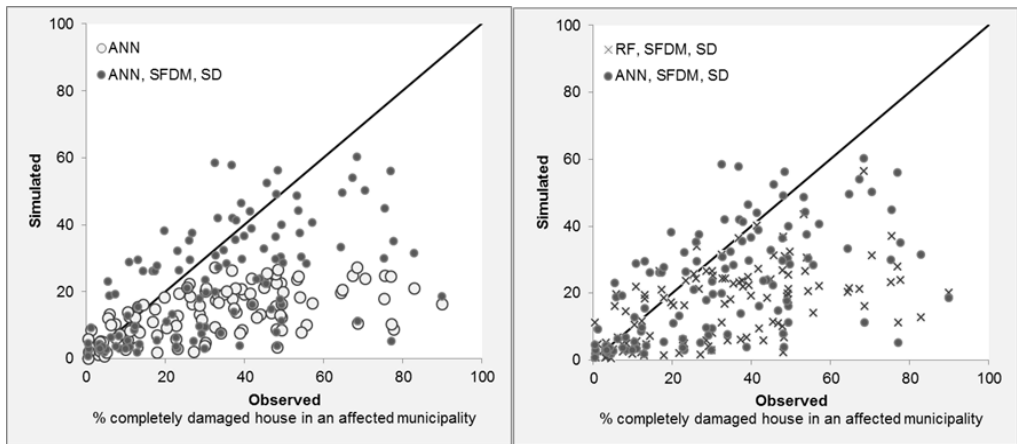 100
80
60
40
20
0
Simulated
ANN
ANN, SFDM, SD
0 20 40 60 80 100
Observed
% completely damaged house in an affected municipality
100
80
60
40
20
0
Simulated
RF, SFDM, SD
ANN, SFDM, SD
0 20 40 60 80 100
Observed
% completely damaged house in an affected municipality